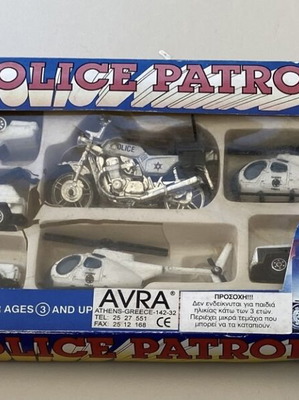 OLICE PATRO
POLICE
AVRA
ATHENS-GREECE-142-32
TEL: 25 27 551
FAX 25 12 168
CE
ΠΡΟΣΟΧΗ!!!
Δεν ενδείκνυται για παιδιά
ηλικίας κάτω των 3 ετών.
Περιέχει μικρά τεμάχια που
μπορεί να τα καταπιουν.
AGES 3 AND UP
OLICE PATRO